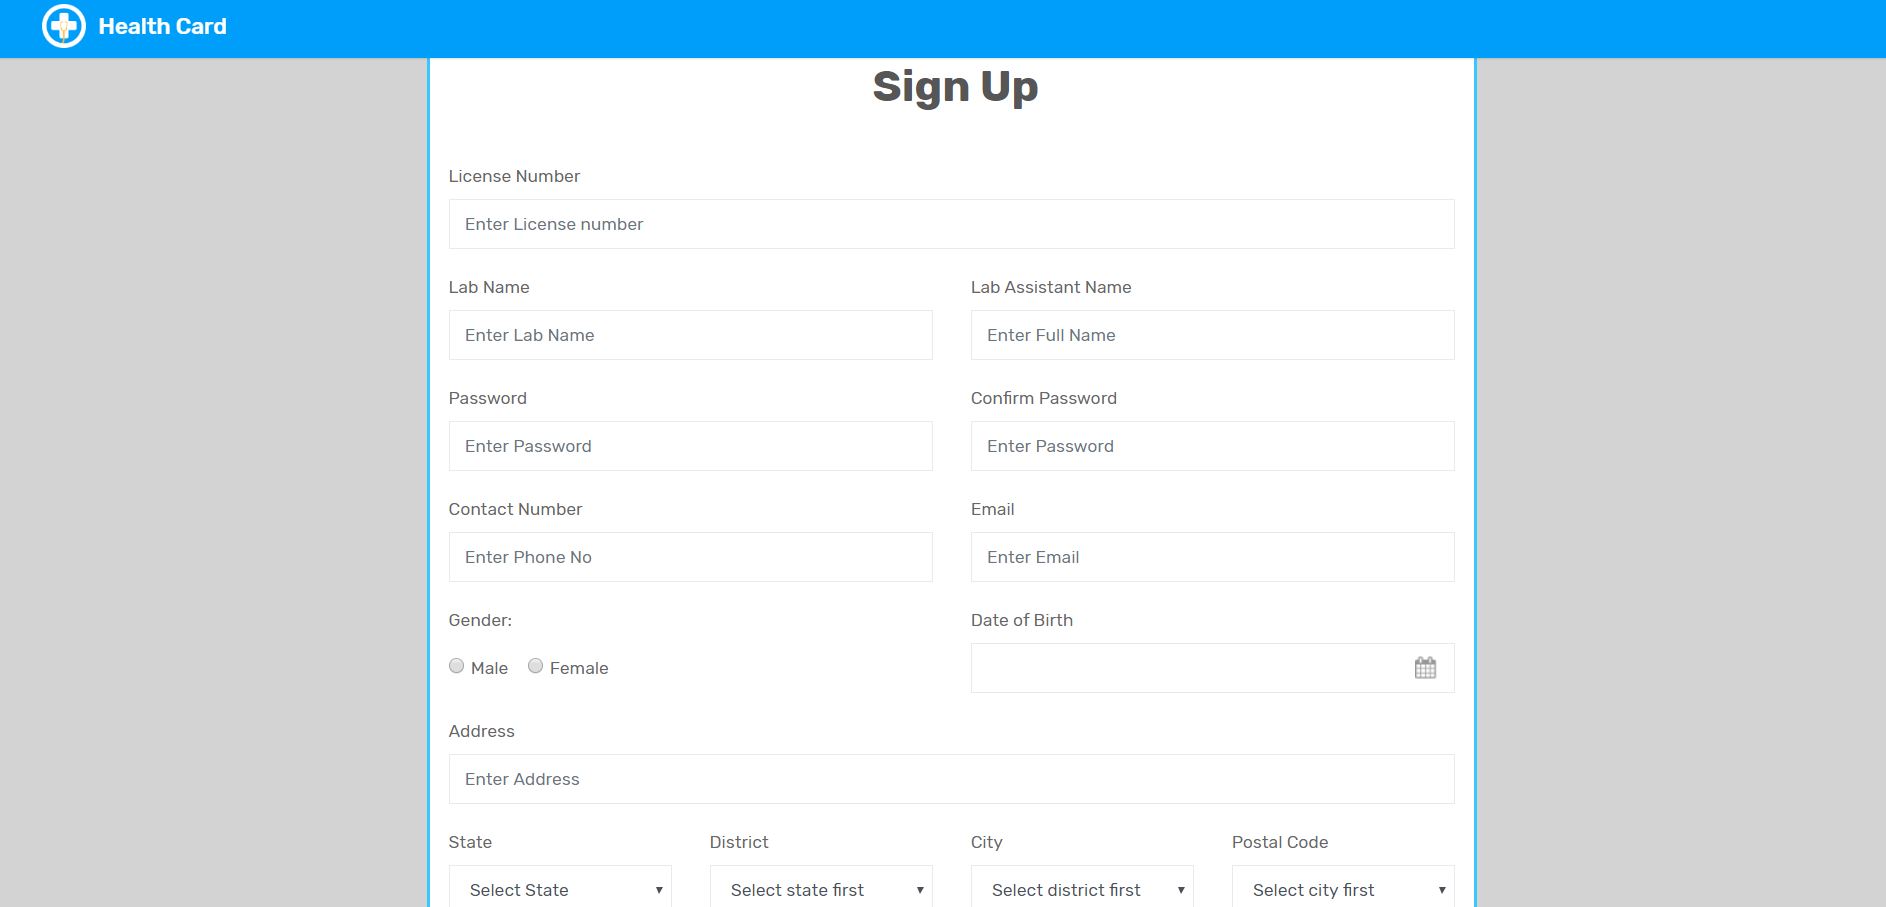 Health Card
Sign Up
License Number
Enter License number
Lab Name
Lab Assistant Name
Enter Lab Name
Enter Full Name
Password
Confirm Password
Enter Password
Enter Password
Contact Number
Email
Enter Phone No
Enter Email
Gender:
Date of Birth
Male
Female
Address
Enter Address
State
District
City
Postal Code
Select State
Select state first
Select district first
Select city first